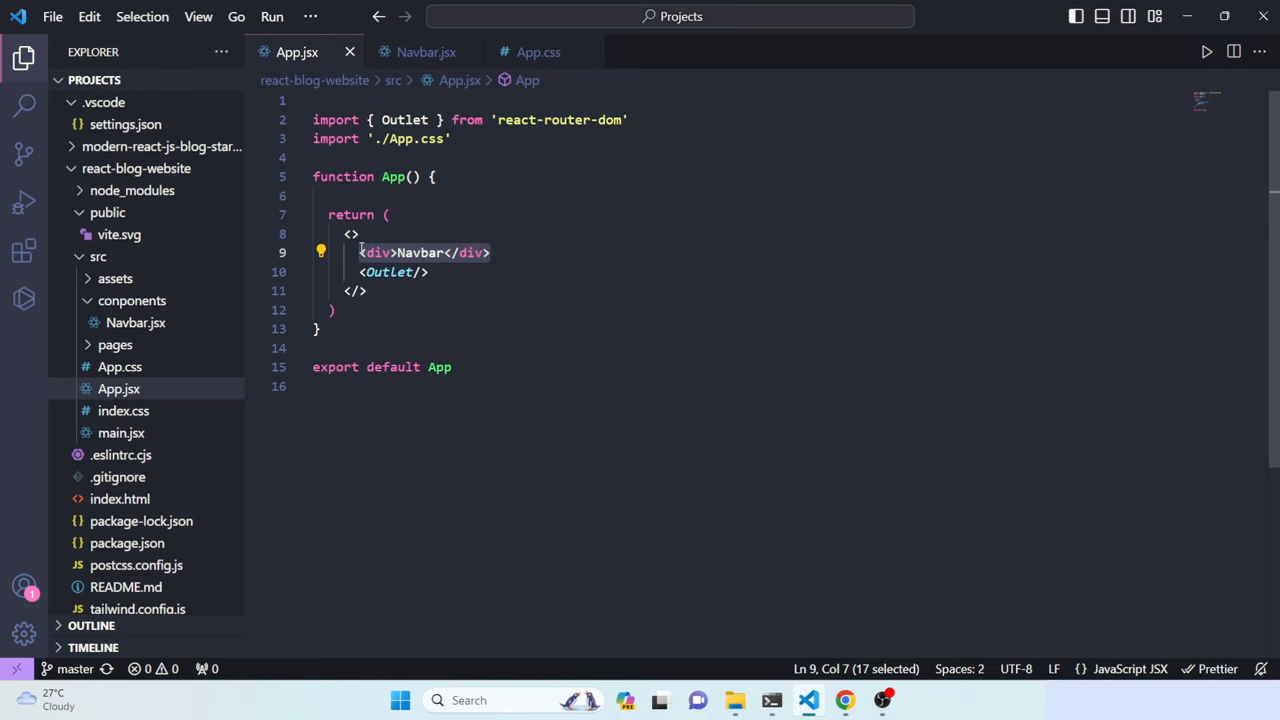 File Edit Selection View Go Run Projects
EXPLORER App.jsx Navbar.jsx App.css
PROJECTS react-blog-website src App.jsx App
.vscode
settings.json
modern-react-js-blog-star...
react-blog-website
node_modules
public
vite.svg
src
assets
conponents
Navbar.jsx
pages
App.css
App.jsx
index.css
main.jsx
.eslintrc.cjs
.gitignore
index.html
package-lock.json
package.json
postcss.config.js
README.md
tailwind.config.js
OUTLINE
TIMELINE
1
2 import { Outlet } from 'react-router-dom'
3 import './App.css'
4
5 function App() {
6
7 return (
8 <>
9 <div>Navbar</div>
10 <Outlet/>
11 </>
12 )
13 }
14
15 export default App
16
1
master 0 0 0 Ln 9, Col 7 (17 selected) Spaces: 2 UTF-8 LF {} JavaScript JSX Prettier
27°C
Cloudy
Search
PRE